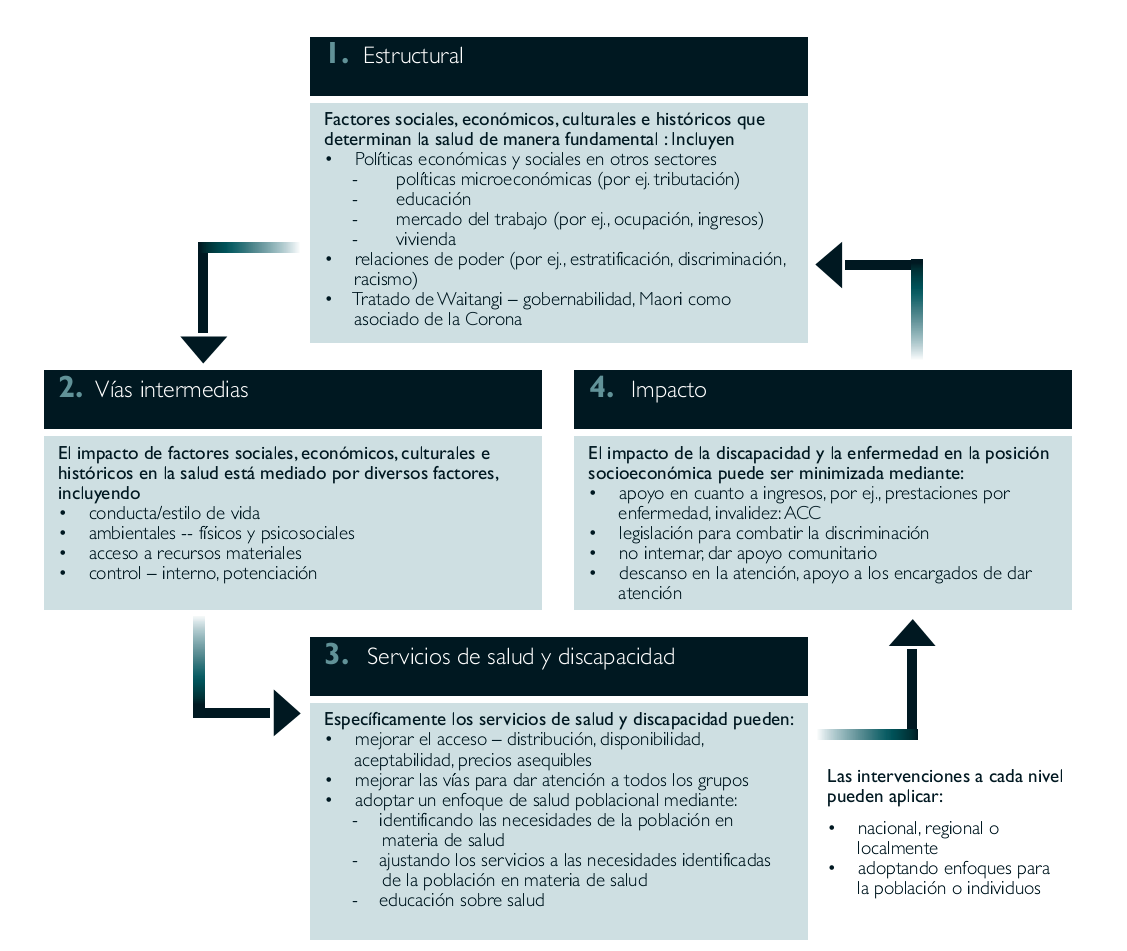 1. Estructural
Factores sociales, económicos, culturales e históricos que
determinan la salud de manera fundamental : Incluyen
• Políticas económicas y sociales en otros sectores
- políticas microeconómicas (por ej. tributación)
- educación
- mercado del trabajo (por ej., ocupación, ingresos)
- vivienda
• relaciones de poder (por ej., estratificación, discriminación,
racismo)
• Tratado de Waitangi – gobernabilidad, Maori como
asociado de la Corona
2. Vías intermedias
El impacto de factores sociales, económicos, culturales e
históricos en la salud está mediado por diversos factores,
incluyendo
• conducta/estilo de vida
• ambientales -- físicos y psicosociales
• acceso a recursos materiales
• control – interno, potenciación
3. Servicios de salud y discapacidad
Específicamente los servicios de salud y discapacidad pueden:
• mejorar el acceso – distribución, disponibilidad,
aceptabilidad, precios asequibles
• mejorar las vías para dar atención a todos los grupos
• adoptar un enfoque de salud poblacional mediante:
- identificando las necesidades de la población en
materia de salud
- ajustando los servicios a las necesidades identificadas
de la población en materia de salud
- educación sobre salud
4. Impacto
El impacto de la discapacidad y la enfermedad en la posición
socioeconómica puede ser minimizada mediante:
• apoyo en cuanto a ingresos, por ej., prestaciones por
enfermedad, invalidez: ACC
• legislación para combatir la discriminación
• no internar, dar apoyo comunitario
• descanso en la atención, apoyo a los encargados de dar
atención
Las intervenciones a cada nivel
pueden aplicar:
• nacional, regional o
localmente
• adoptando enfoques para
la población o individuos